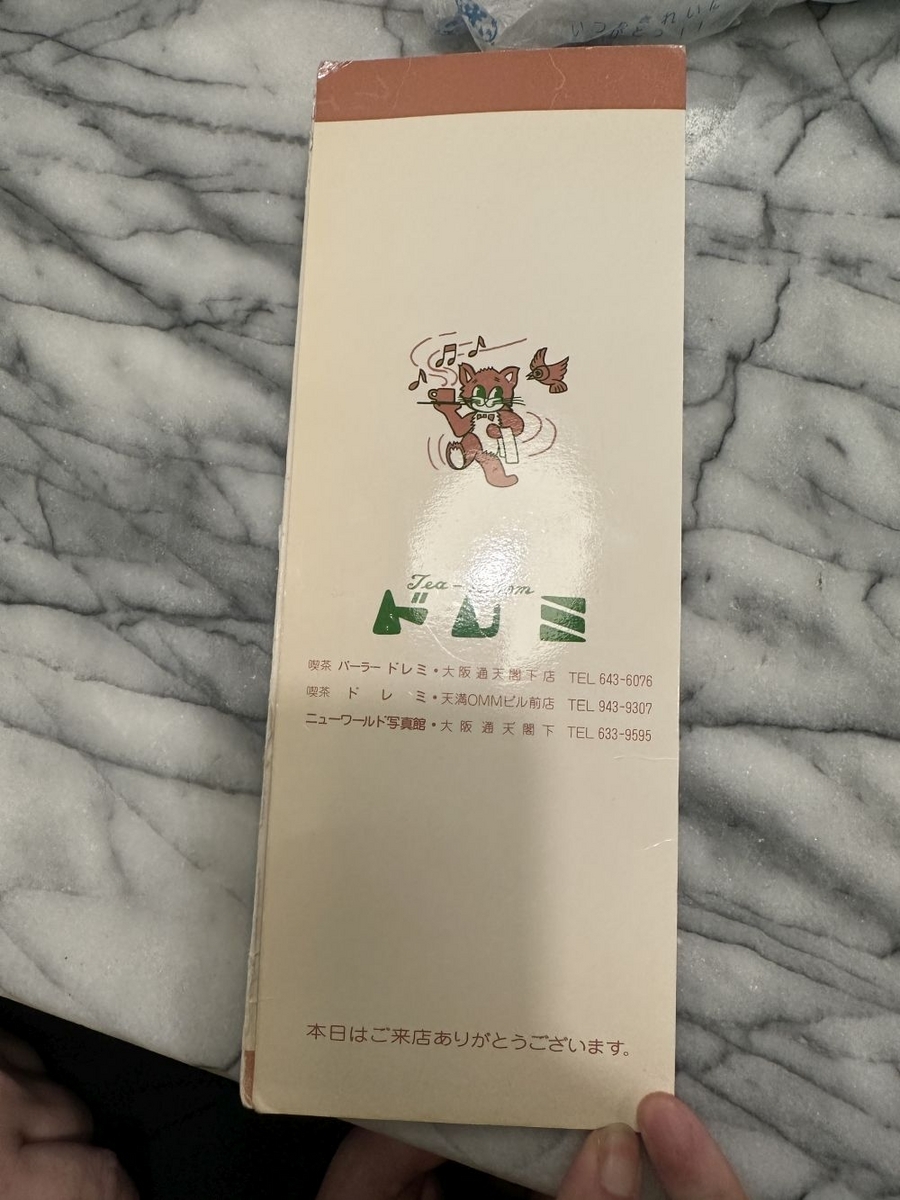 Tea-
ドレミ
喫茶 パーラー ドレミ・大阪通天閣下店 TEL 643-6076
喫茶 ドレミ・天満OMMビル前店 TEL 943-9307
ニューワールド写真館・大阪通天閣下 TEL 633-9595
本日はご来店ありがとうございます。